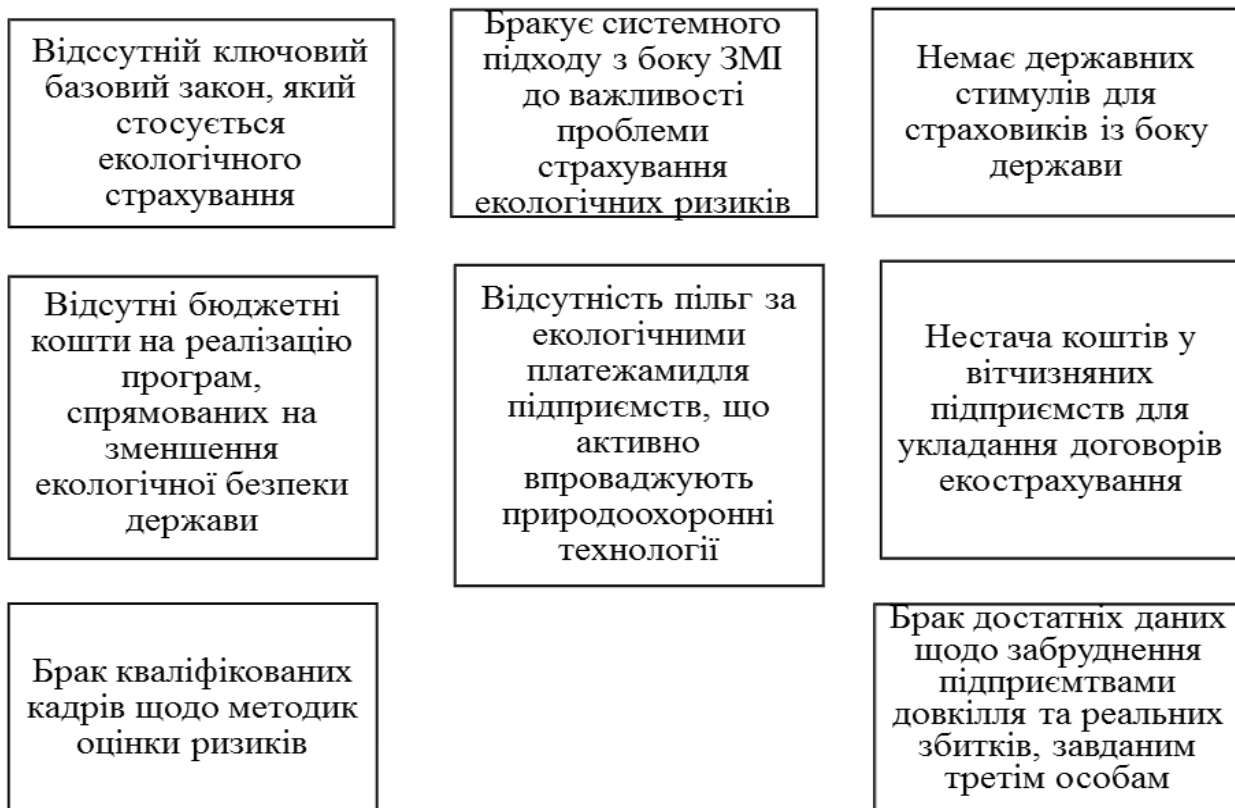 Відссутній ключовий
базовий закон, який
стосується
екологічного
страхування
Бракує системного
підходу з боку ЗМІ
до важливості
проблеми
страхування
екологічних ризиків
Немає державних
стимулів для
страховиків із боку
держави
Відсутні бюджетні
кошти на реалізацію
програм,
спрямованих на
зменшення
екологічної безпеки
держави
Відсутність пільг за
екологічними
платежамидля
підприємств, що
активно
впроваджують
природоохоронні
технології
Нестача коштів у
вітчизняних
підприємств для
укладання договорів
екострахування
Брак кваліфікованих
кадрів щодо методик
оцінки ризиків
Брак достатніх даних
щодо забруднення
підприємтвами
довкілля та реальних
збитків, завданим
третім особам